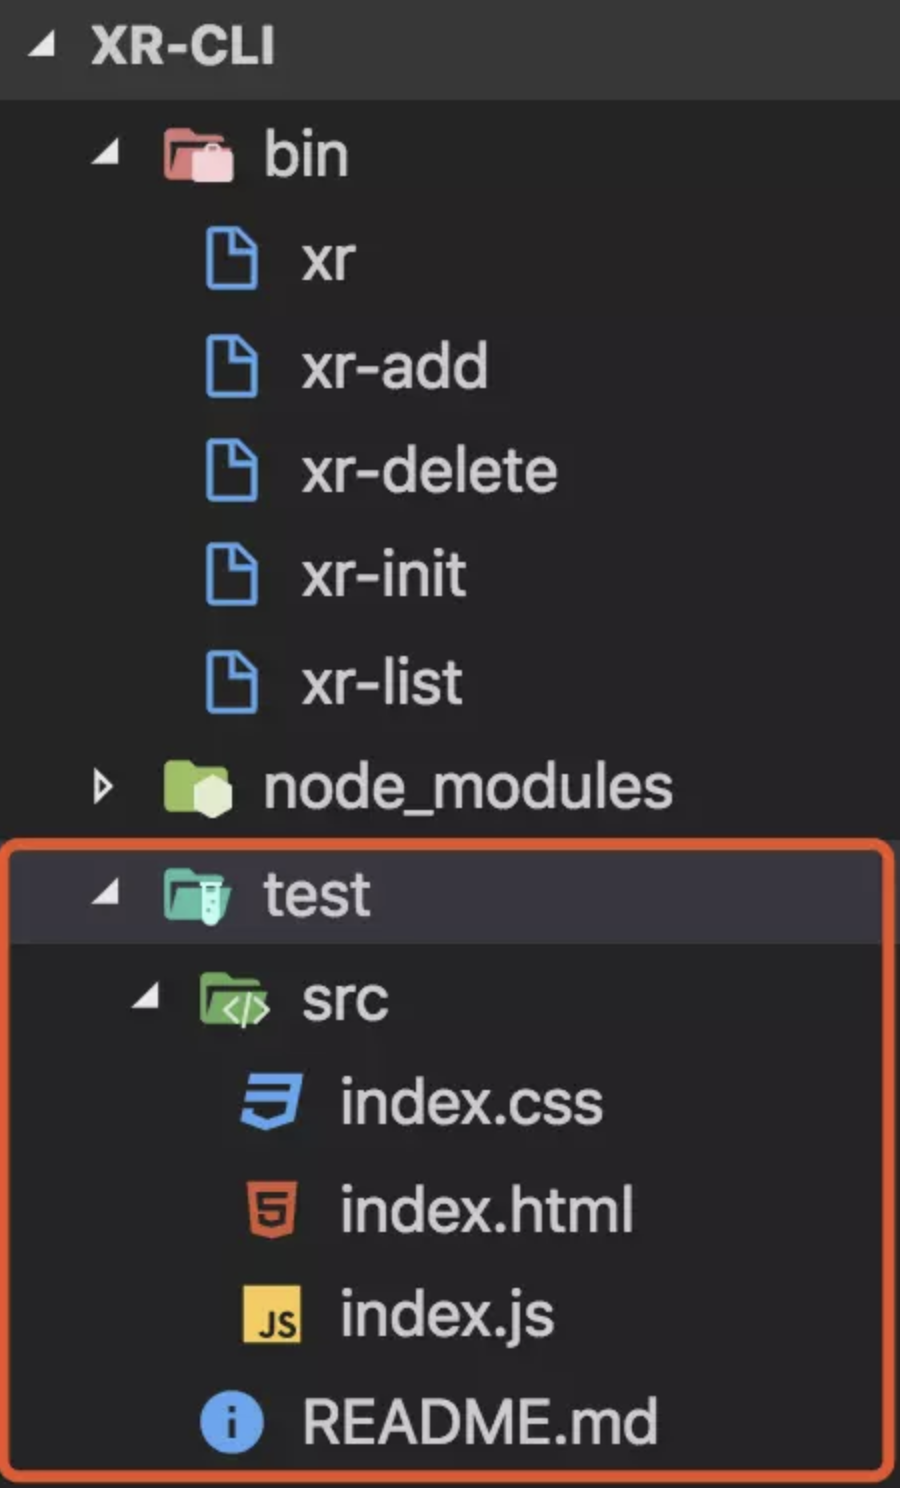 XR-CLI
bin
xr
xr-add
xr-delete
xr-init
xr-list
node_modules
test
src
index.css
index.html
JS index.js
README.md